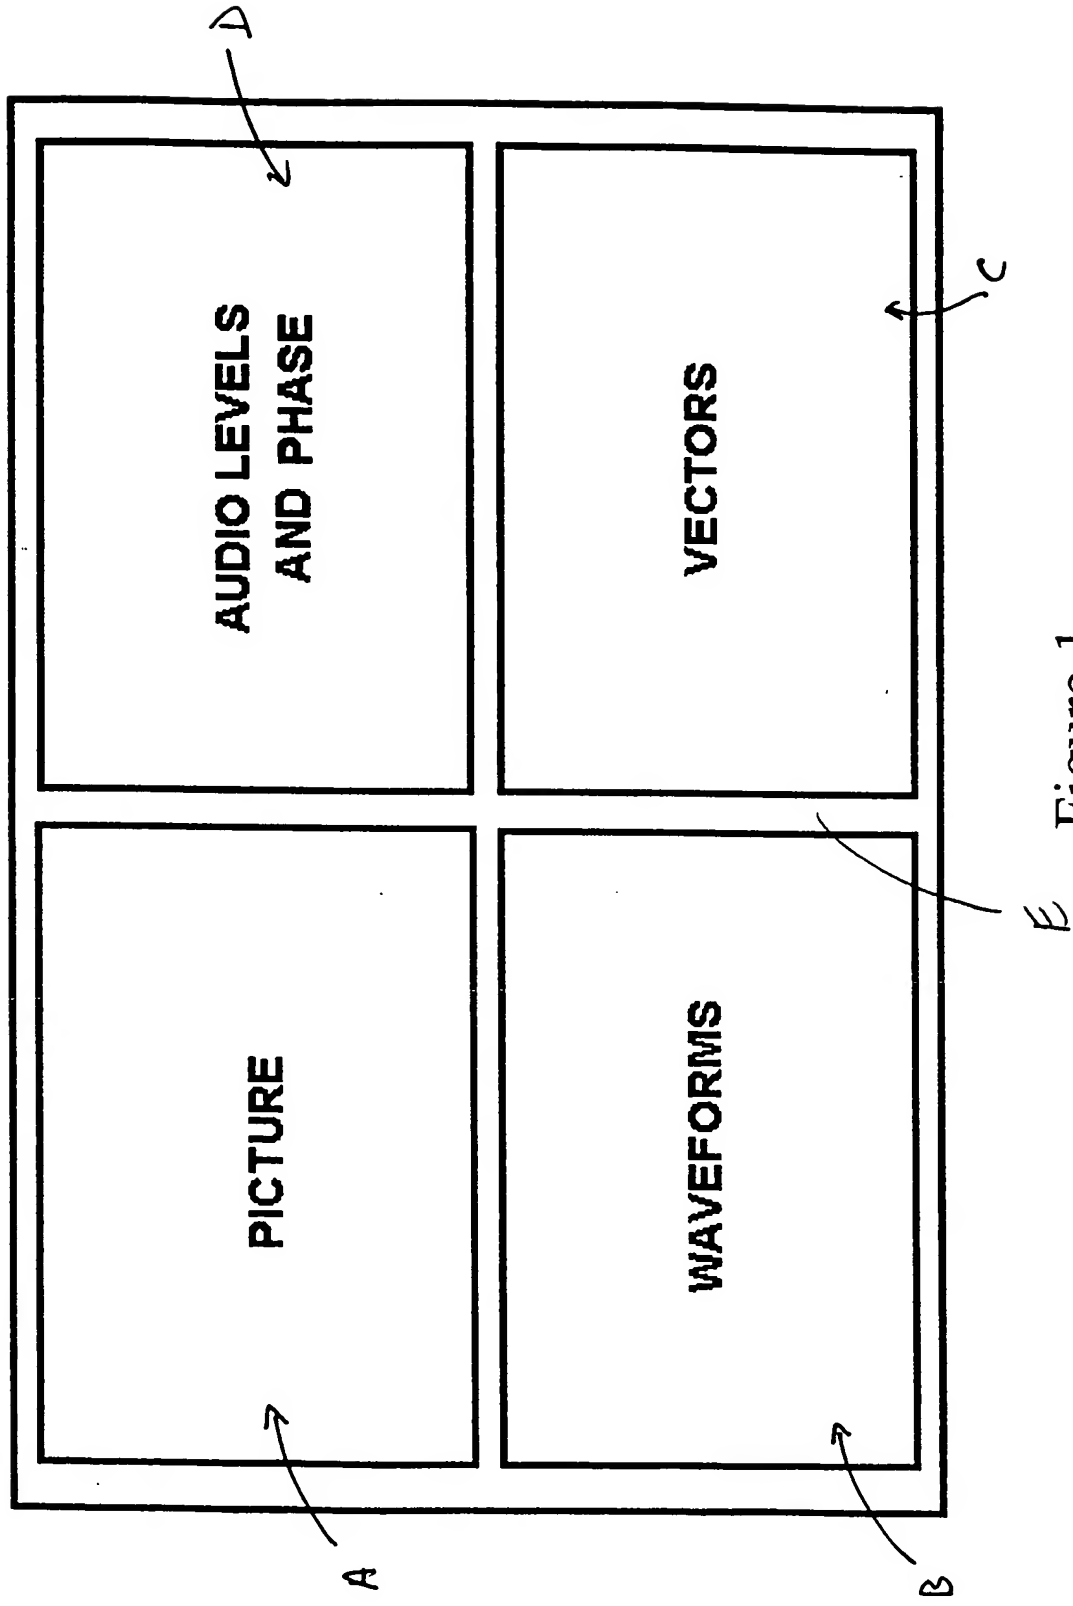 A
PICTURE
AUDIO LEVELS
AND PHASE
D
B
WAVEFORMS
VECTORS
C
E
Figure 1